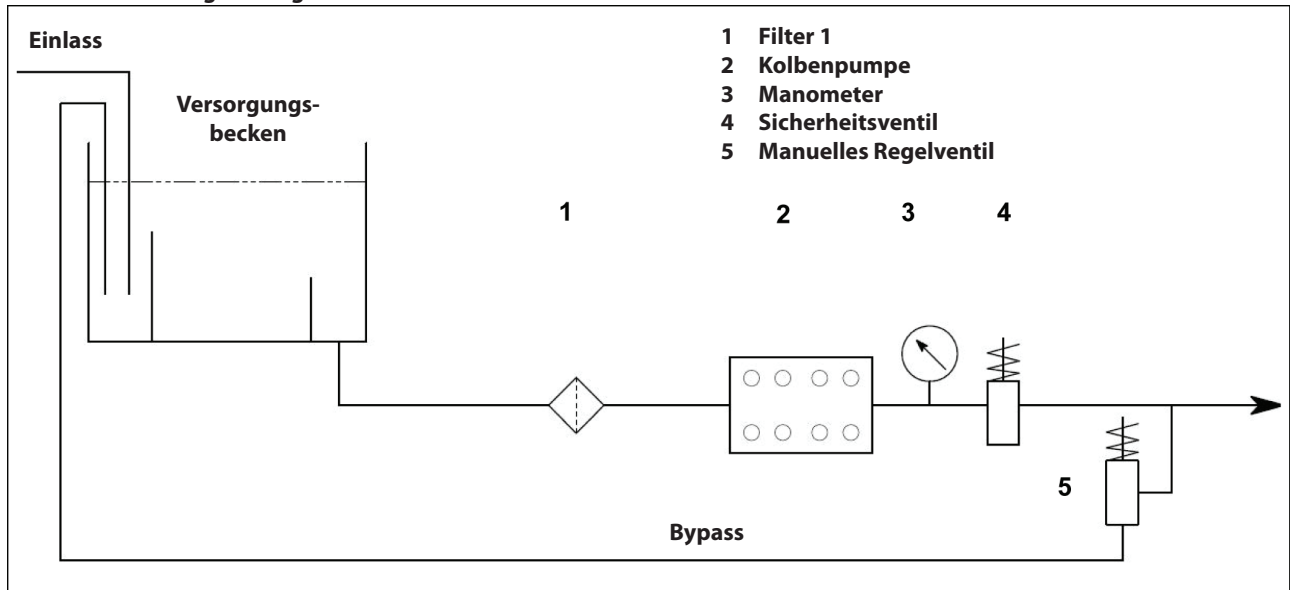 Einlass
Versorgungs-
becken
1 Filter 1
2 Kolbenpumpe
3 Manometer
4 Sicherheitsventil
5 Manuelles Regelventil
1 2 3 4
5
Bypass